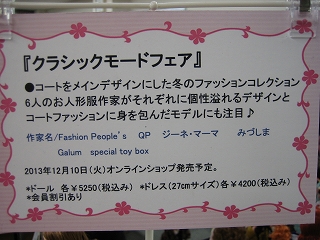 『クラシックモードフェア』
●コートをメインデザインにした冬のファッションコレクション
6人のお人形服作家がそれぞれに個性溢れるデザインと
コートファッションに身を包んだモデルにも注目♪
作家名/Fashion People's QP ジーネ・マーマ みづしま
Galum special toy box
2013年12月10日(火)オンラインショップ発売予定。
*ドール 各￥5250(税込み) *ドレス(27cmサイズ)各￥4200(税込み)
*会員割引あり